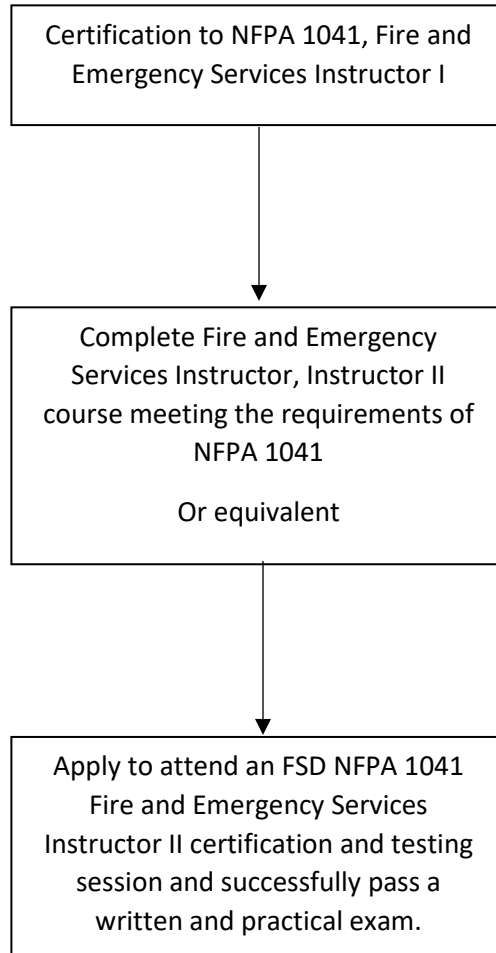 Certification to NFPA 1041, Fire and
Emergency Services Instructor I
Complete Fire and Emergency
Services Instructor, Instructor II
course meeting the requirements of
NFPA 1041
Or equivalent
Apply to attend an FSD NFPA 1041
Fire and Emergency Services
Instructor II certification and testing
session and successfully pass a
written and practical exam.